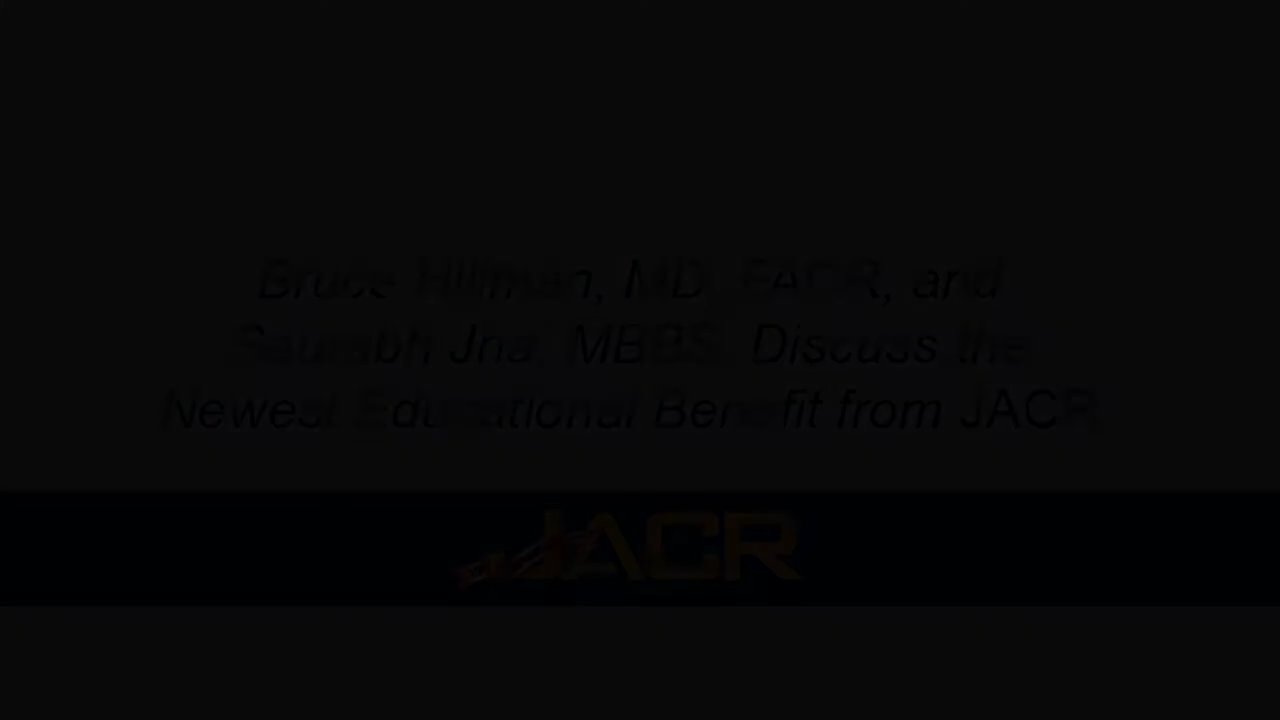 Bruce Hillman, MD, FACR, and
Saurabh Jha, MBBS, Discuss the
Newest Educational Benefit from JACR
JACR